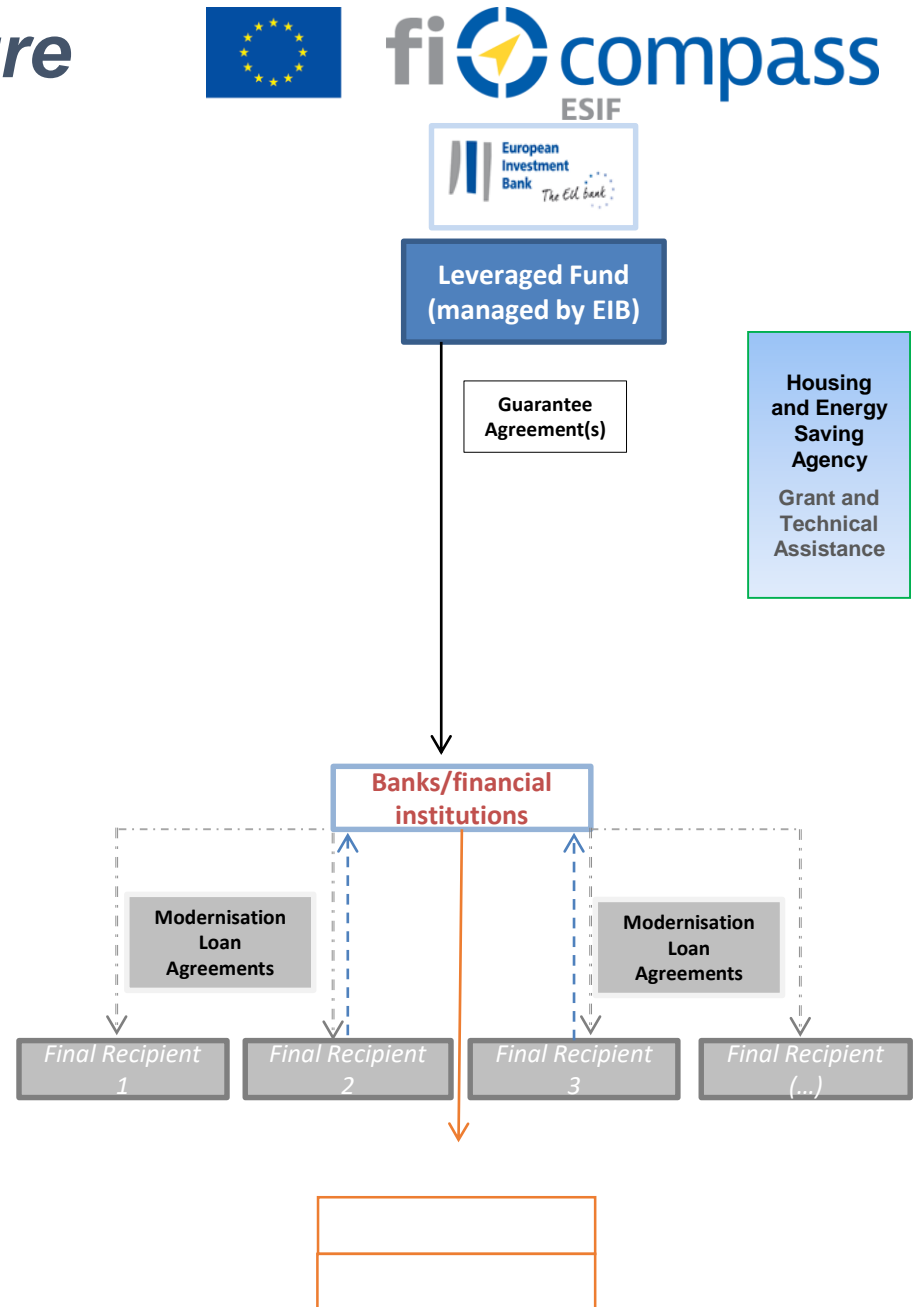 fi compass
ESIF
European
Investment
Bank
The EU bank
Leveraged Fund
(managed by EIB)
Guarantee
Agreement(s)
Housing
and Energy
Saving
Agency
Grant and
Technical
Assistance
Banks/financial
institutions
Modernisation
Loan
Agreements
Modernisation
Loan
Agreements
Final Recipient
1
Final Recipient
2
Final Recipient
3
Final Recipient
(...)